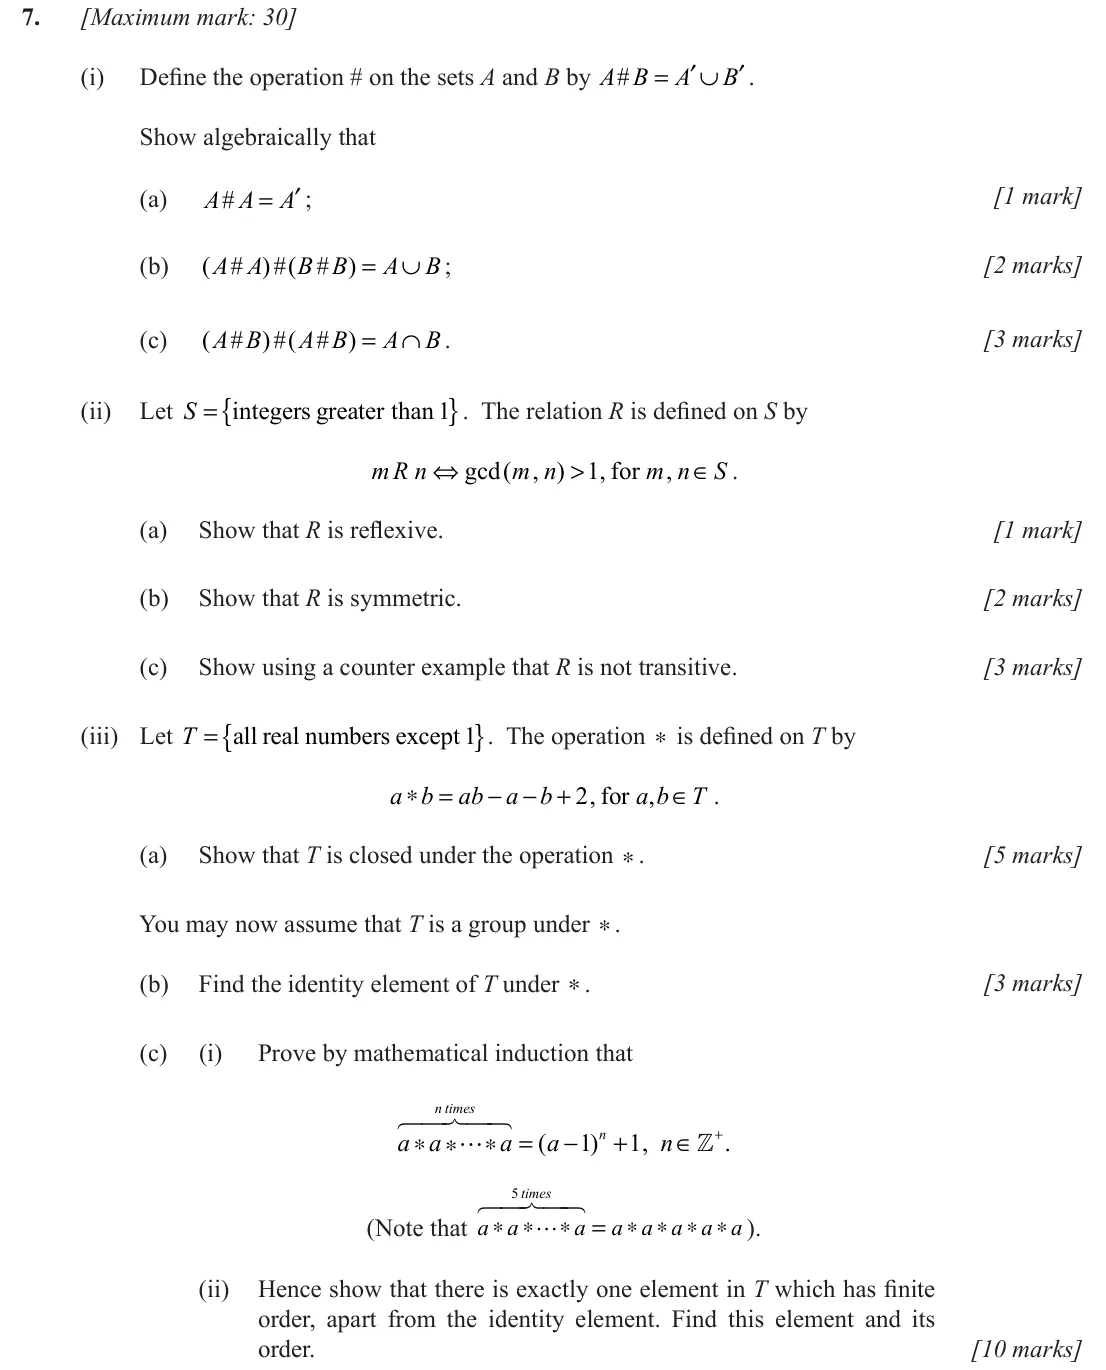 7. [Maximum mark: 30]
(i) Define the operation # on the sets A and B by A#B = A′∪B′.
Show algebraically that
(a) A#A = A′; [1 mark]
(b) (A#A)#(B#B) = A∪B; [2 marks]
(c) (A#B)#(A#B) = A∩B. [3 marks]
(ii) Let S = {integers greater than 1}. The relation R is defined on S by
m R n ⇔ gcd(m, n) > 1, for m, n ∈ S.
(a) Show that R is reflexive. [1 mark]
(b) Show that R is symmetric. [2 marks]
(c) Show using a counter example that R is not transitive. [3 marks]
(iii) Let T = {all real numbers except 1}. The operation ∗ is defined on T by
a∗b = ab − a − b + 2, for a,b ∈ T.
(a) Show that T is closed under the operation ∗. [5 marks]
You may now assume that T is a group under ∗.
(b) Find the identity element of T under ∗. [3 marks]
(c) (i) Prove by mathematical induction that
n times
a∗a∗⋯∗a = (a−1)ⁿ + 1, n ∈ ℤ⁺.
5 times
(Note that a∗a∗⋯∗a = a∗a∗a∗a∗a).
(ii) Hence show that there is exactly one element in T which has finite
order, apart from the identity element. Find this element and its
order. [10 marks]